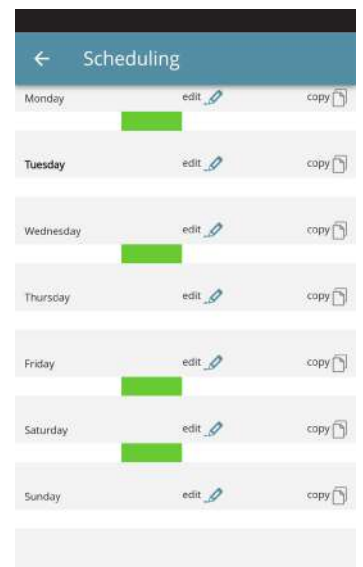 Scheduling
Monday edit copy
Tuesday edit copy
Wednesday edit copy
Thursday edit copy
Friday edit copy
Saturday edit copy
Sunday edit copy